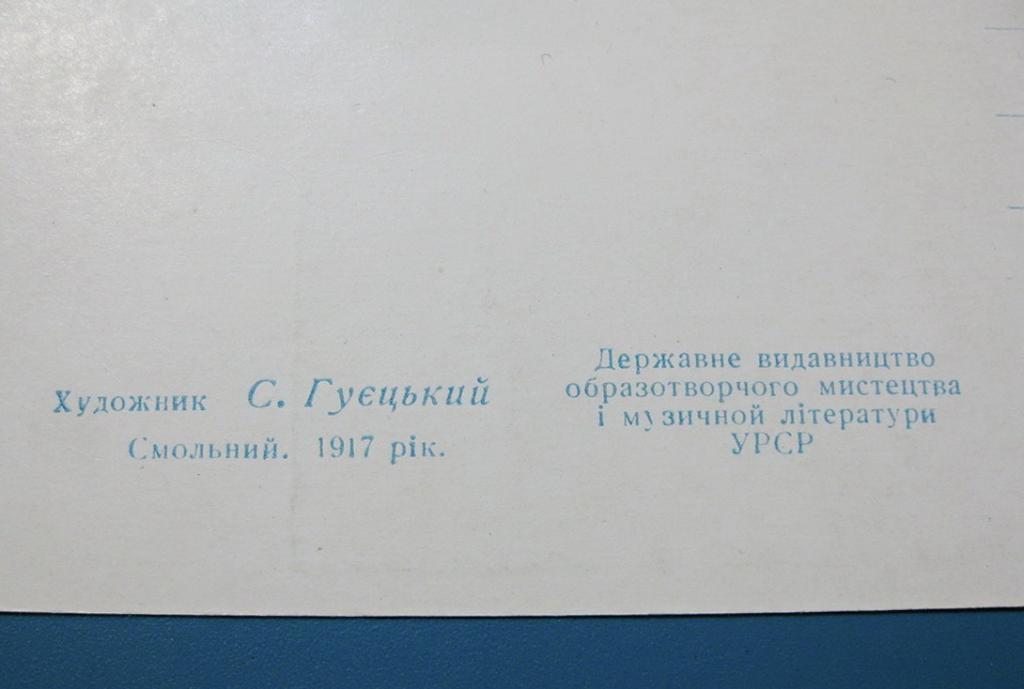 Художник С. Гуєцький
Смольний. 1917 рік.
Державне видавництво
образотворчого мистецтва
і музичной літератури
УРСР